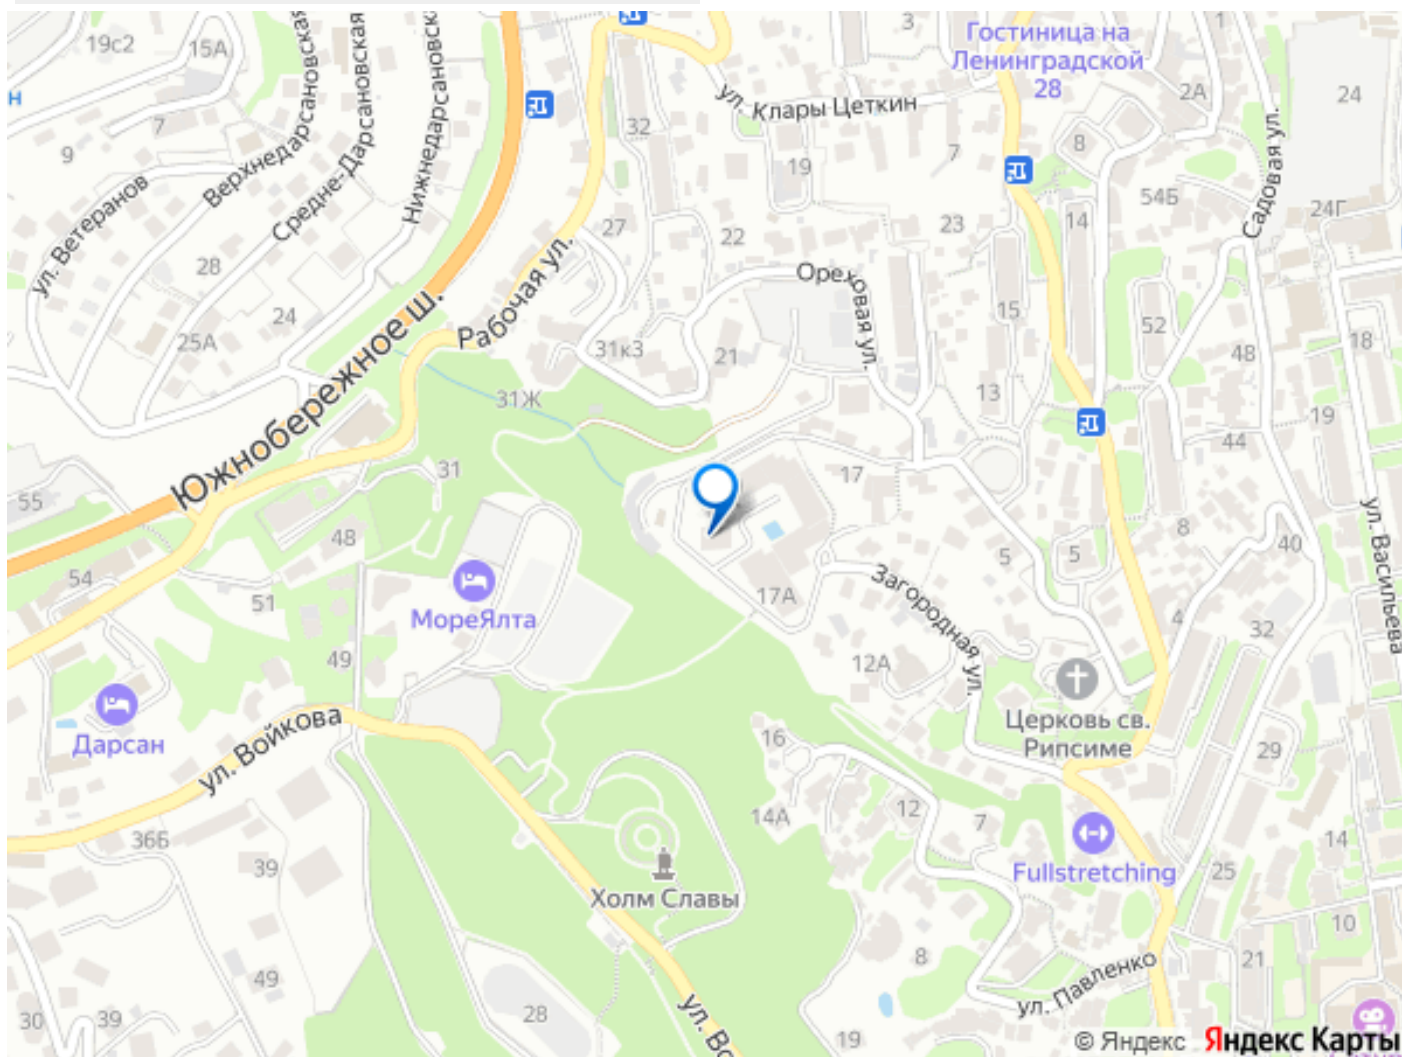 19с2
15А
Верхнедарсановская
Средне-Дарсановская
Нижнедарсановска
3
Гостиница на
Ленинградской
28
1
2А
24
н
7
9
32
ул. Клары Цеткин
19
7
8
54Б
Садовая ул.
24Г
ул. Ветеранов
28
27
22
23
14
24
25А
Рабочая ул.
Ореховая ул.
15
52
18
48
31к3
21
13
Южнобережное ш.
31Ж
19
44
31
17
55
48
8
40
ул. Васильева
5
5
54
51
МореЯлта
17А
Загородная ул.
4
32
49
12А
Дарсан
ул. Войкова
Церковь св.
Рипсиме
16
29
36Б
14А
12
7
14
39
Fullstretching
25
Холм Славы
10
8
49
28
ул. Во
ул. Павленко
21
30
39
19
© Яндекс Яндекс Карты